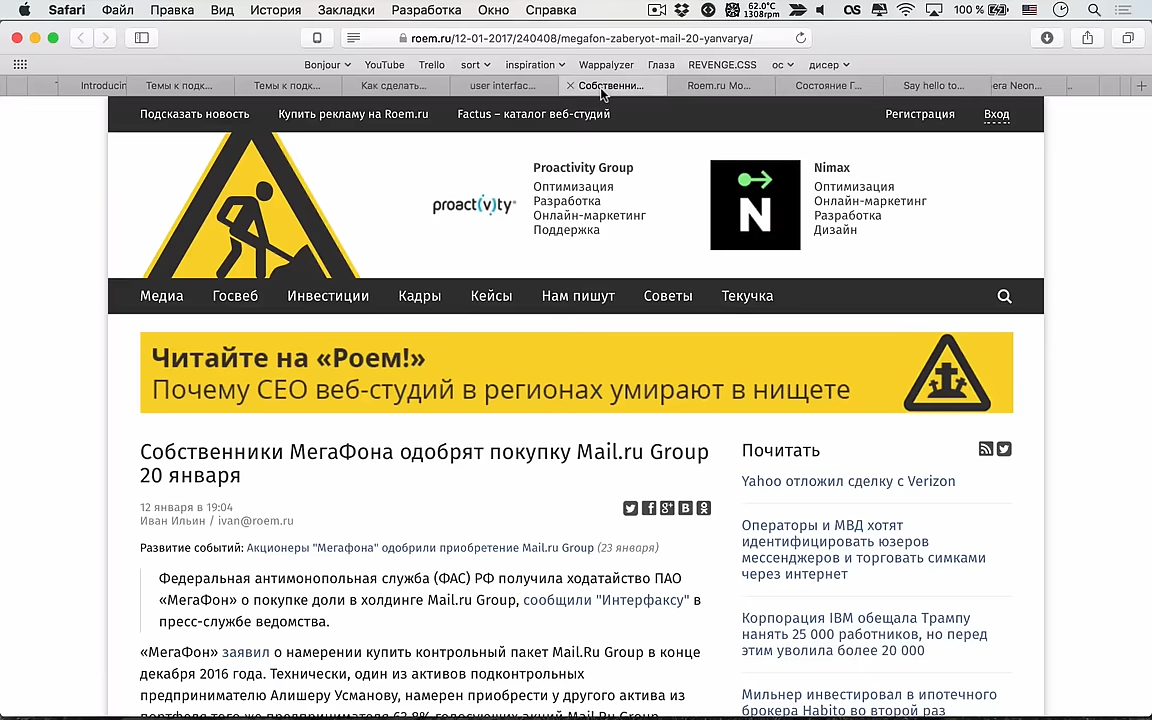 Safari Файл Правка Вид История Закладки Разработка Окно Справка 62.0°C 1308rpm 100 %
roem.ru/12-01-2017/240408/megafon-zaberyot-mail-20-yanvarya/
Bonjour YouTube Trello sort inspiration Wappalyzer Глаза REVENGE.CSS ос дисер
Introducin Темы к подк... Темы к подк... Как сделать... user interfac... Собственни... Roem.ru Mo... Состояние Г... Say hello to... era Neon...
Подсказать новость Купить рекламу на Roem.ru Factus – каталог веб-студий Регистрация Вход
proact(v)ty
Proactivity Group
Оптимизация
Разработка
Онлайн-маркетинг
Поддержка
N
Nimax
Оптимизация
Онлайн-маркетинг
Разработка
Дизайн
Медиа Госвеб Инвестиции Кадры Кейсы Нам пишут Советы Текучка
Читайте на «Роем!»
Почему CEO веб-студий в регионах умирают в нищете
Собственники МегаФона одобрят покупку Mail.ru Group
20 января
12 января в 19:04
Иван Ильин / ivan@roem.ru
Развитие событий: Акционеры "Мегафона" одобрили приобретение Mail.ru Group (23 января)
Федеральная антимонопольная служба (ФАС) РФ получила ходатайство ПАО
«МегаФон» о покупке доли в холдинге Mail.ru Group, сообщили "Интерфаксу" в
пресс-службе ведомства.
«МегаФон» заявил о намерении купить контрольный пакет Mail.Ru Group в конце
декабря 2016 года. Технически, один из активов подконтрольных
предпринимателю Алишеру Усманову, намерен приобрести у другого актива из
портфеля того же предпринимателя 63,8% голосующих акций Mail.Ru Group
Почитать
Yahoo отложил сделку с Verizon
Операторы и МВД хотят
идентифицировать юзеров
мессенджеров и торговать симками
через интернет
Корпорация IBM обещала Трампу
нанять 25 000 работников, но перед
этим уволила более 20 000
Мильнер инвестировал в ипотечного
брокера Habito во второй раз